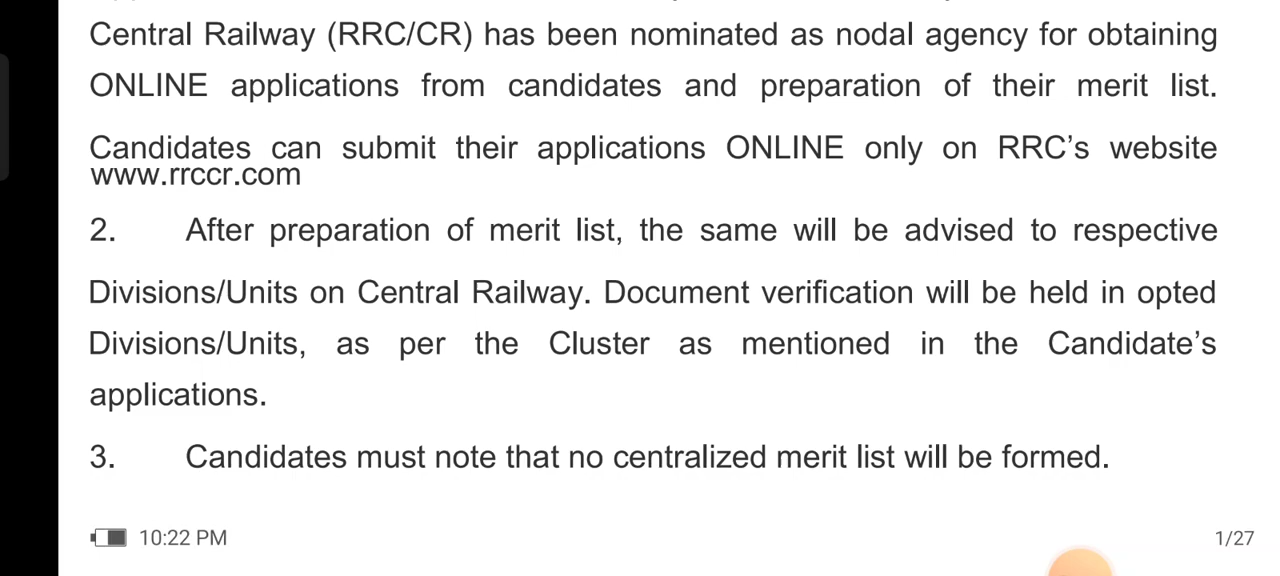 Central Railway (RRC/CR) has been nominated as nodal agency for obtaining
ONLINE applications from candidates and preparation of their merit list.
Candidates can submit their applications ONLINE only on RRC’s website
www.rrccr.com
2. After preparation of merit list, the same will be advised to respective
Divisions/Units on Central Railway. Document verification will be held in opted
Divisions/Units, as per the Cluster as mentioned in the Candidate’s
applications.
3. Candidates must note that no centralized merit list will be formed.
10:22 PM 1/27